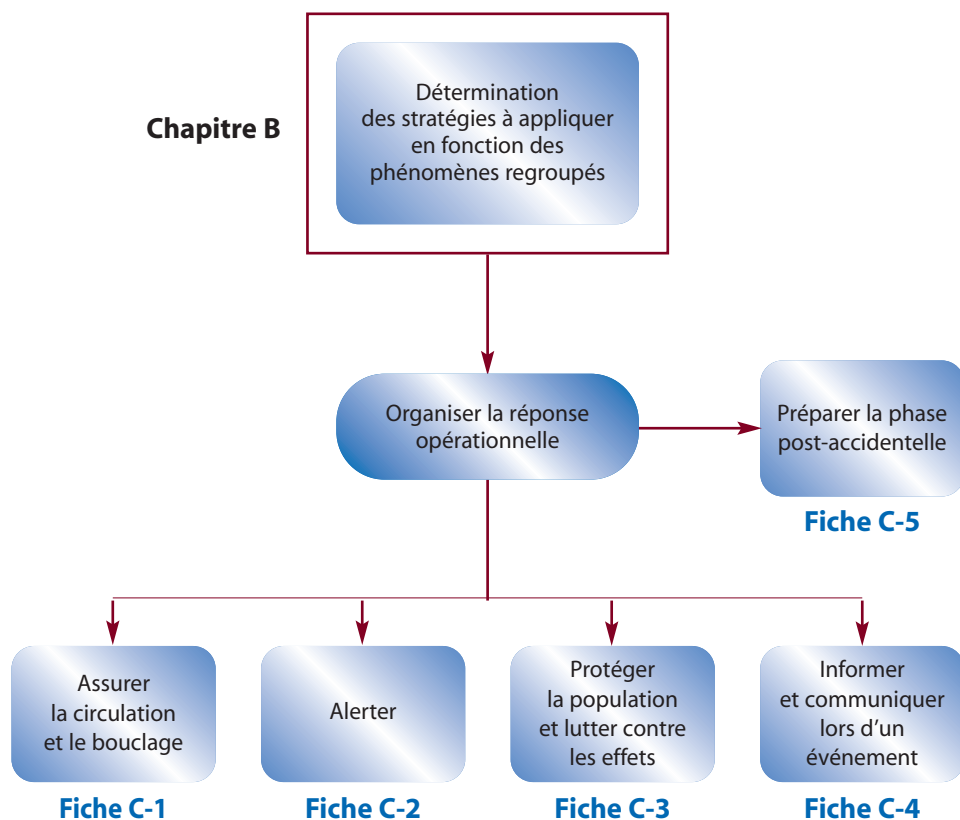 Chapitre B
Détermination
des stratégies à appliquer
en fonction des
phénomènes regroupés
Organiser la réponse
opérationnelle
Préparer la phase
post-accidentelle
Fiche C-5
Assurer
la circulation
et le bouclage
Fiche C-1
Alerter
Fiche C-2
Protéger
la population
et lutter contre
les effets
Fiche C-3
Informer
et communiquer
lors d’un
événement
Fiche C-4